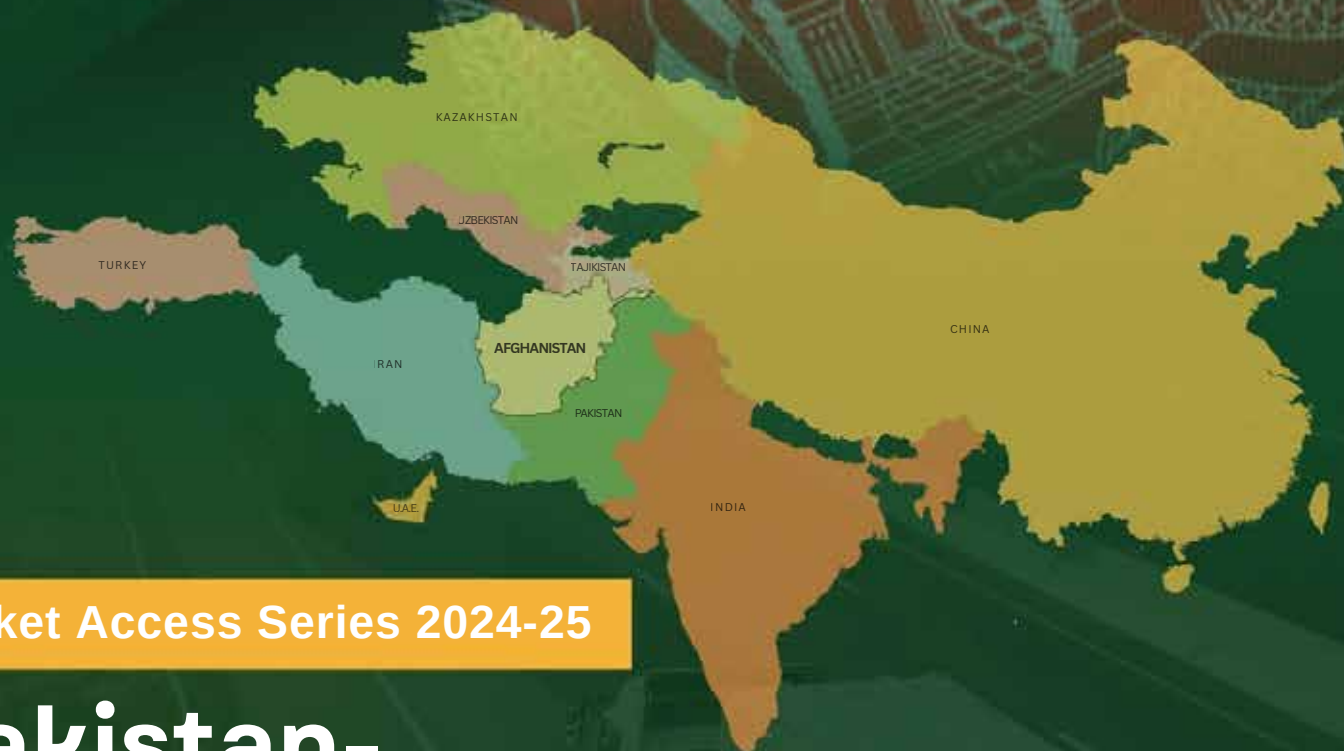 KAZAKHSTAN
UZBEKISTAN
TURKEY
TAJIKISTAN
CHINA
AFGHANISTAN
IRAN
PAKISTAN
INDIA
U.A.E.
ket Access Series 2024-25
akistan-